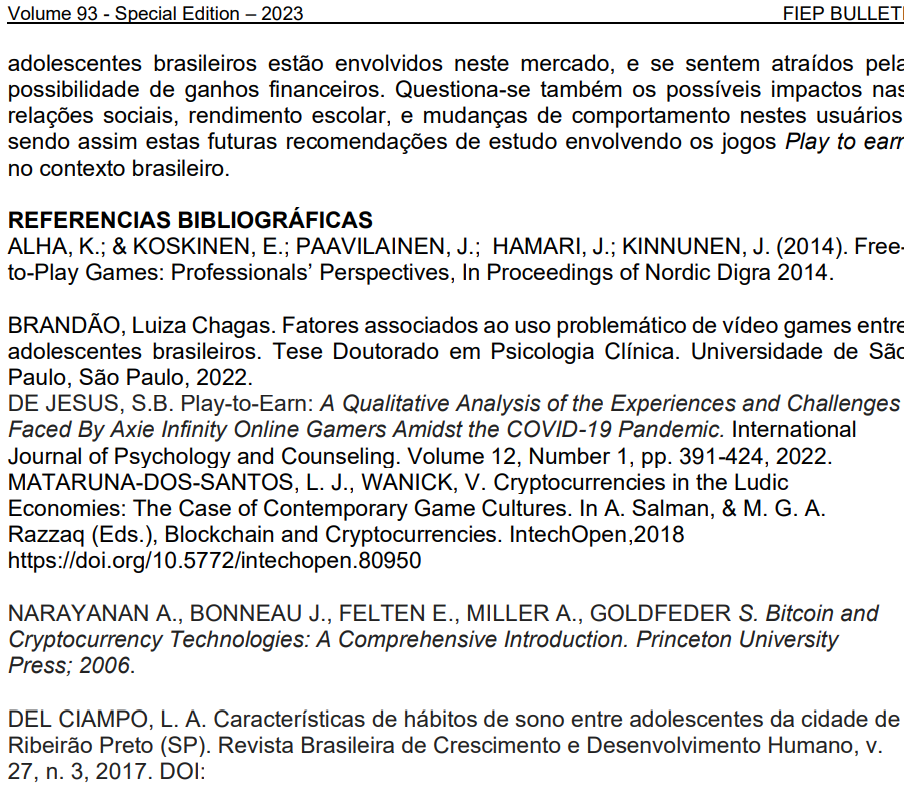 Volume 93 - Special Edition – 2023 FIEP BULLETI
adolescentes brasileiros estão envolvidos neste mercado, e se sentem atraídos pela
possibilidade de ganhos financeiros. Questiona-se também os possíveis impactos nas
relações sociais, rendimento escolar, e mudanças de comportamento nestes usuários
sendo assim estas futuras recomendações de estudo envolvendo os jogos Play to earn
no contexto brasileiro.
REFERENCIAS BIBLIOGRÁFICAS
ALHA, K.; & KOSKINEN, E.; PAAVILAINEN, J.; HAMARI, J.; KINNUNEN, J. (2014). Free-
to-Play Games: Professionals’ Perspectives, In Proceedings of Nordic Digra 2014.
BRANDÃO, Luiza Chagas. Fatores associados ao uso problemático de vídeo games entre
adolescentes brasileiros. Tese Doutorado em Psicologia Clínica. Universidade de São
Paulo, São Paulo, 2022.
DE JESUS, S.B. Play-to-Earn: A Qualitative Analysis of the Experiences and Challenges
Faced By Axie Infinity Online Gamers Amidst the COVID-19 Pandemic. International
Journal of Psychology and Counseling. Volume 12, Number 1, pp. 391-424, 2022.
MATARUNA-DOS-SANTOS, L. J., WANICK, V. Cryptocurrencies in the Ludic
Economies: The Case of Contemporary Game Cultures. In A. Salman, & M. G. A.
Razzaq (Eds.), Blockchain and Cryptocurrencies. IntechOpen,2018
https://doi.org/10.5772/intechopen.80950
NARAYANAN A., BONNEAU J., FELTEN E., MILLER A., GOLDFEDER S. Bitcoin and
Cryptocurrency Technologies: A Comprehensive Introduction. Princeton University
Press; 2006.
DEL CIAMPO, L. A. Características de hábitos de sono entre adolescentes da cidade de
Ribeirão Preto (SP). Revista Brasileira de Crescimento e Desenvolvimento Humano, v.
27, n. 3, 2017. DOI: